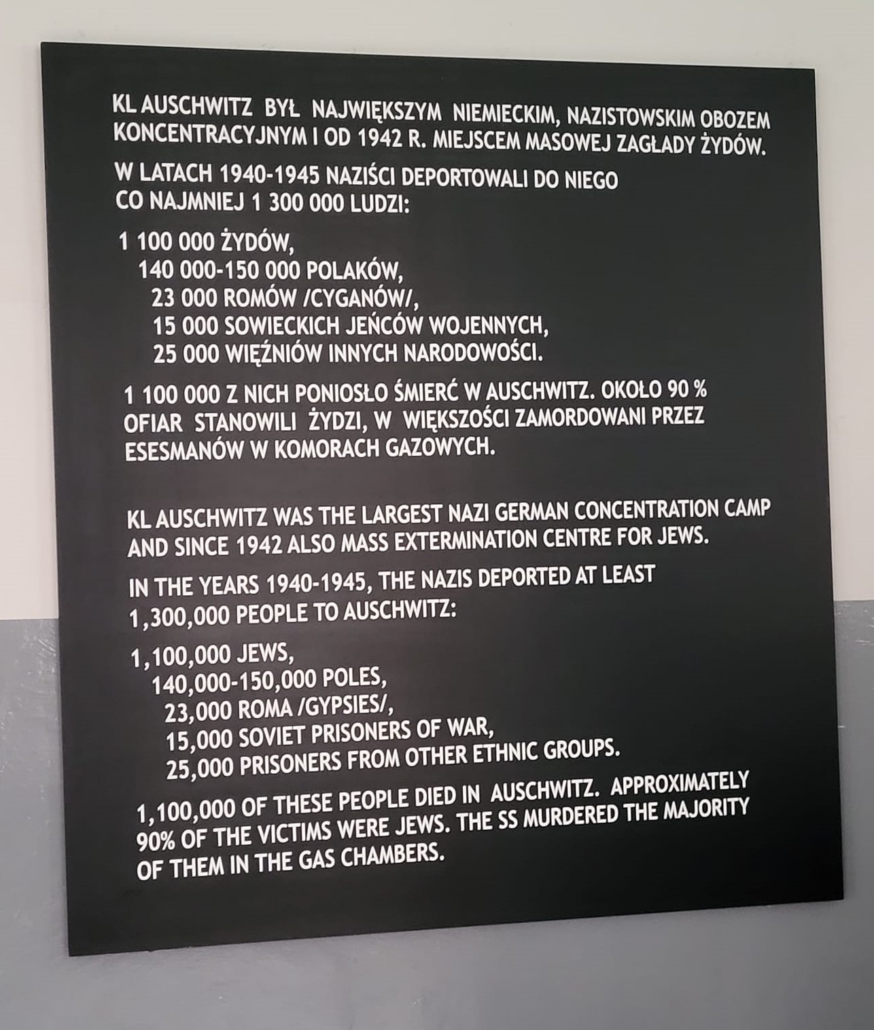 KL AUSCHWITZ BYŁ NAJWIĘKSZYM NIEMIECKIM, NAZISTOWSKIM OBOZEM
KONCENTRACYJNYM I OD 1942 R. MIEJSCEM MASOWEJ ZAGŁADY ŻYDÓW.
W LATACH 1940-1945 NAZIŚCI DEPORTOWALI DO NIEGO
CO NAJMNIEJ 1 300 000 LUDZI:
1 100 000 ŻYDÓW,
140 000-150 000 POLAKÓW,
23 000 ROMÓW /CYGANÓW/,
15 000 SOWIECKICH JEŃCÓW WOJENNYCH,
25 000 WIĘŹNIÓW INNYCH NARODOWOŚCI.
1 100 000 Z NICH PONIOSŁO ŚMIERĆ W AUSCHWITZ. OKOŁO 90 %
OFIAR STANOWILI ŻYDZI, W WIĘKSZOŚCI ZAMORDOWANI PRZEZ
ESESMANÓW W KOMORACH GAZOWYCH.
KL AUSCHWITZ WAS THE LARGEST NAZI GERMAN CONCENTRATION CAMP
AND SINCE 1942 ALSO MASS EXTERMINATION CENTRE FOR JEWS.
IN THE YEARS 1940-1945, THE NAZIS DEPORTED AT LEAST
1,300,000 PEOPLE TO AUSCHWITZ:
1,100,000 JEWS,
140,000-150,000 POLES,
23,000 ROMA /GYPSIES/,
15,000 SOVIET PRISONERS OF WAR,
25,000 PRISONERS FROM OTHER ETHNIC GROUPS.
1,100,000 OF THESE PEOPLE DIED IN AUSCHWITZ. APPROXIMATELY
90% OF THE VICTIMS WERE JEWS. THE SS MURDERED THE MAJORITY
OF THEM IN THE GAS CHAMBERS.